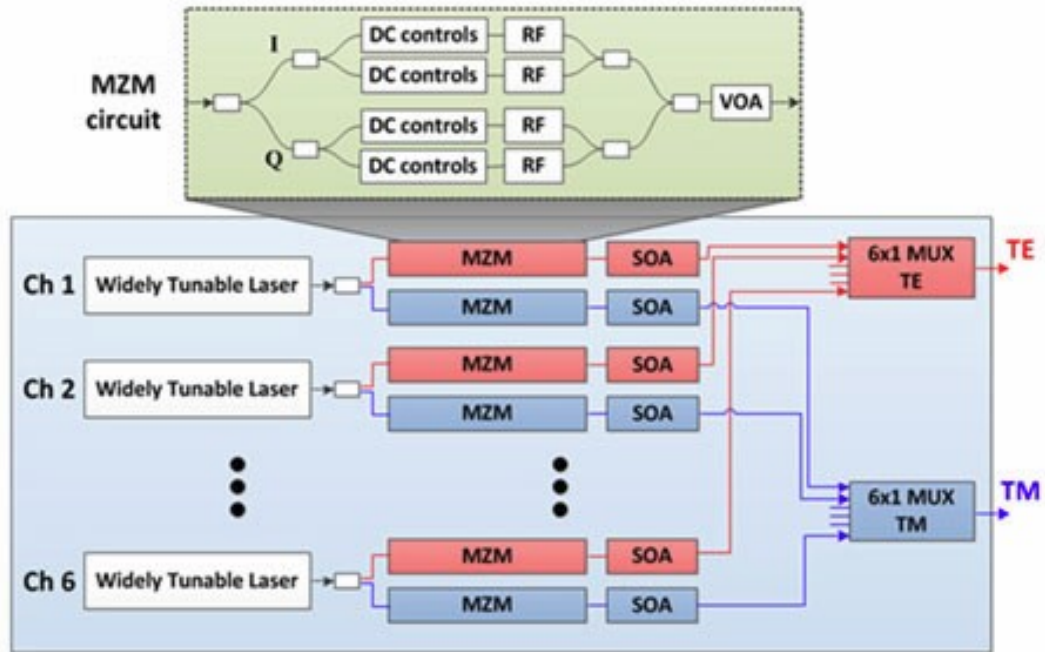 I
DC controls RF
DC controls RF
MZM
circuit
VOA
Q
DC controls RF
DC controls RF
Ch 1
Widely Tunable Laser
MZM SOA
MZM SOA
6x1 MUX
TE
TE
Ch 2
Widely Tunable Laser
MZM SOA
MZM SOA
6x1 MUX
TM
TM
Ch 6
Widely Tunable Laser
MZM SOA
MZM SOA